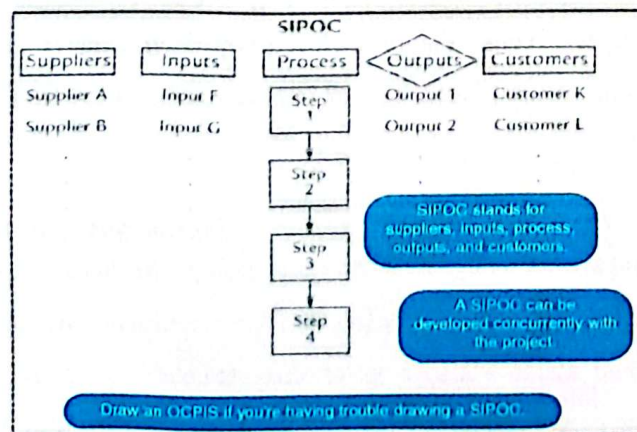 SIPOC
Suppliers Inputs Process Outputs Customers
Supplier A Input F Step 1 Output 1 Customer K
Supplier B Input G Output 2 Customer L
Step 2
Step 3
Step 4
SIPOC stands for
suppliers, inputs, process,
outputs, and customers.
A SIPOC can be
developed concurrently with
the project.
Draw an OCPIS if you're having trouble drawing a SIPOC.